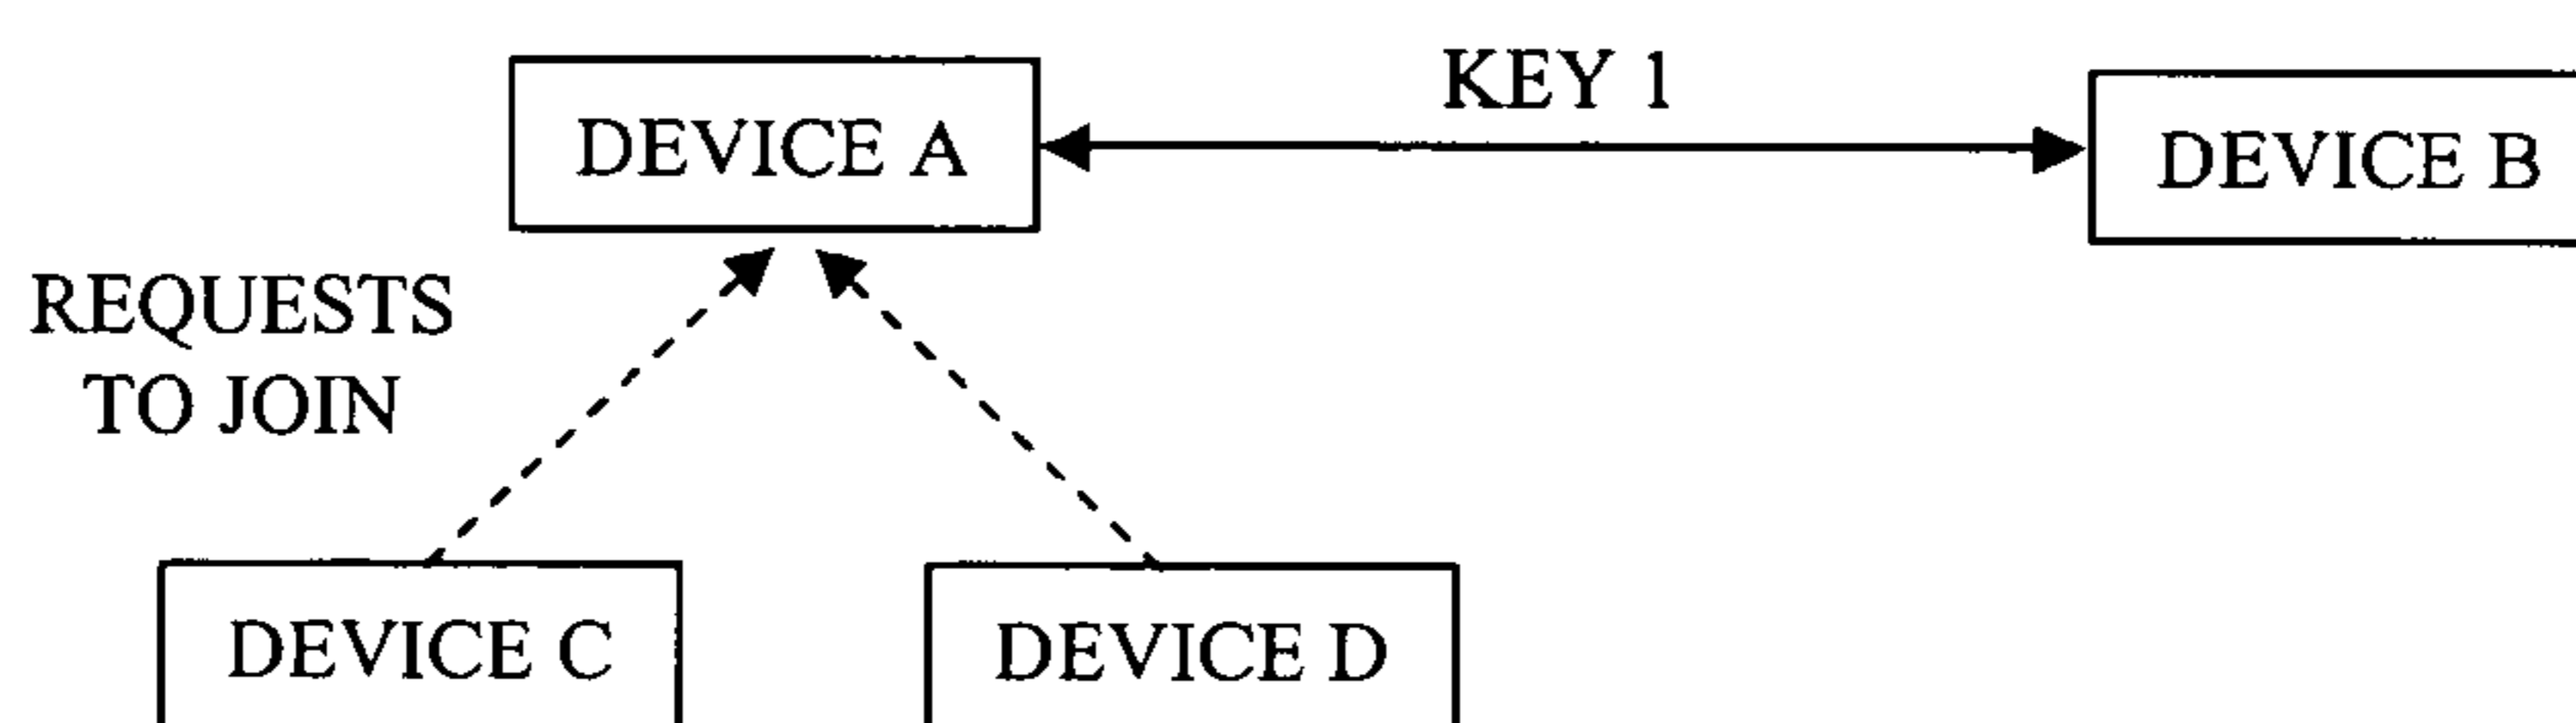 KEY 1
DEVICE A
DEVICE B
REQUESTS
TO JOIN
DEVICE C
DEVICE D